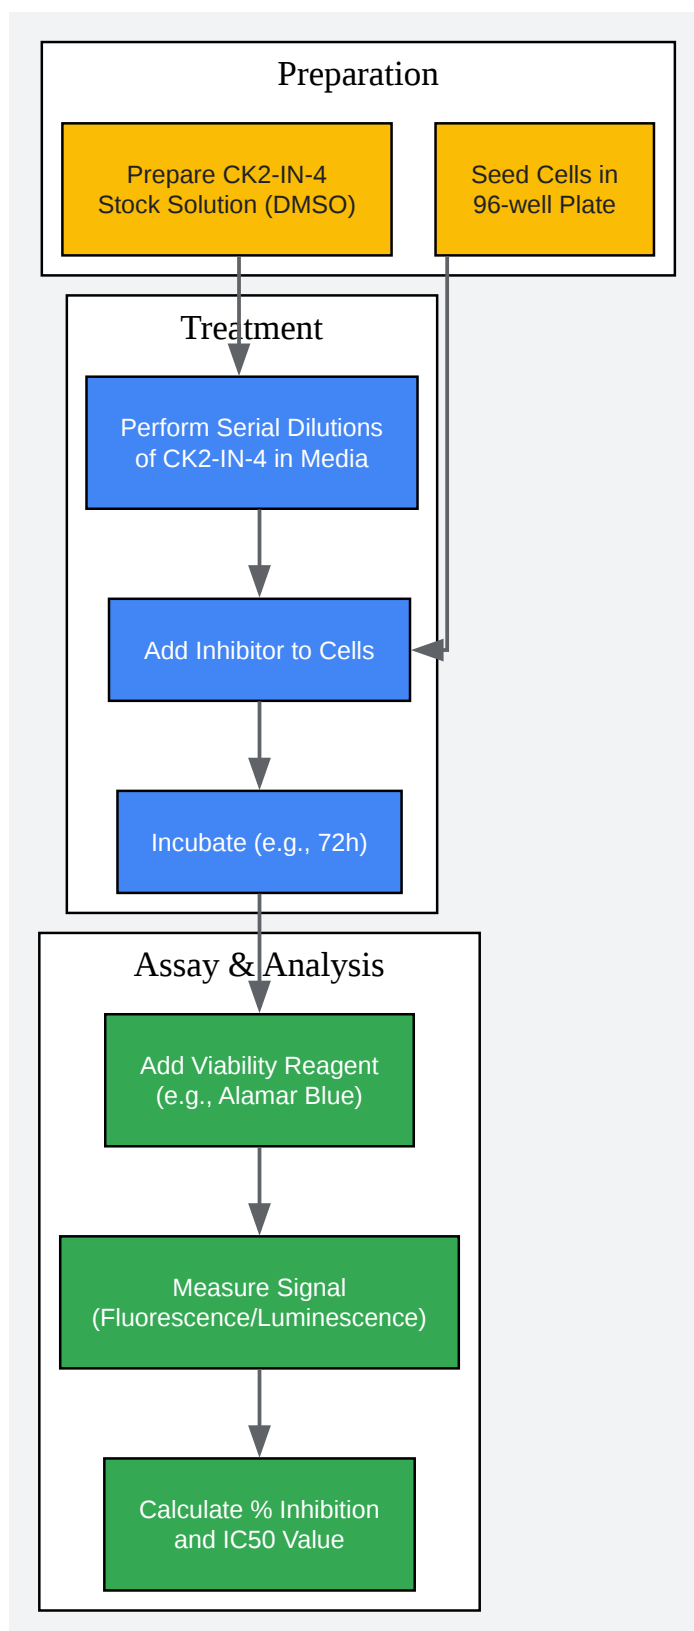 Preparation
Prepare CK2-IN-4
Stock Solution (DMSO)
Seed Cells in
96-well Plate
Treatment
Perform Serial Dilutions
of CK2-IN-4 in Media
Add Inhibitor to Cells
Incubate (e.g., 72h)
Assay & Analysis
Add Viability Reagent
(e.g., Alamar Blue)
Measure Signal
(Fluorescence/Luminescence)
Calculate % Inhibition
and IC50 Value